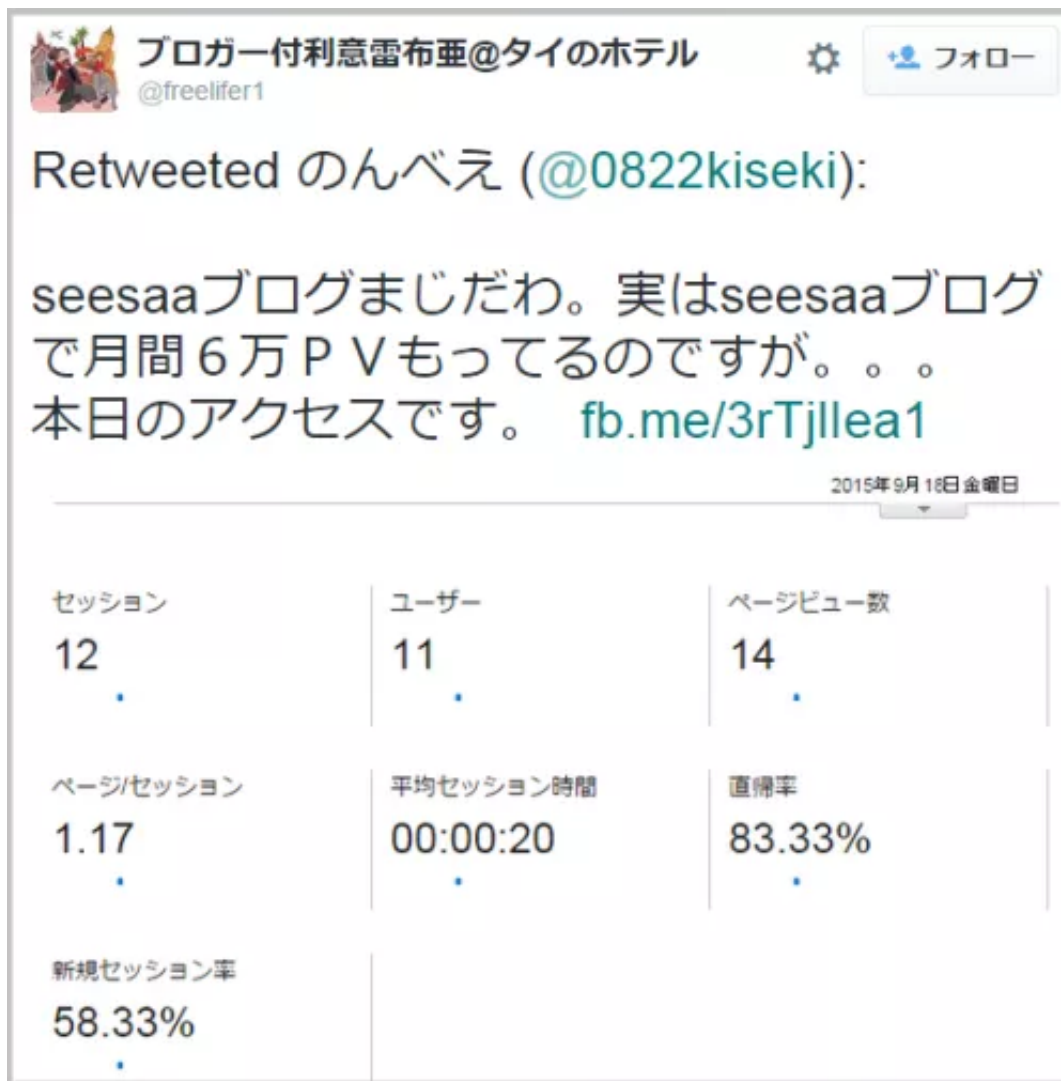 ブロガー付利意雷布亜@タイのホテル
フォロー
@freelifer1
Retweeted のんべえ (@0822kiseki):
seesaaブログまじだわ。実はseesaaブログ
で月間６万ＰＶもってるのですが。。。
本日のアクセスです。 fb.me/3rTjIlea1
2015年9月18日金曜日
セッション
12
ユーザー
11
ページビュー数
14
ページ/セッション
1.17
平均セッション時間
00:00:20
直帰率
83.33%
新規セッション率
58.33%